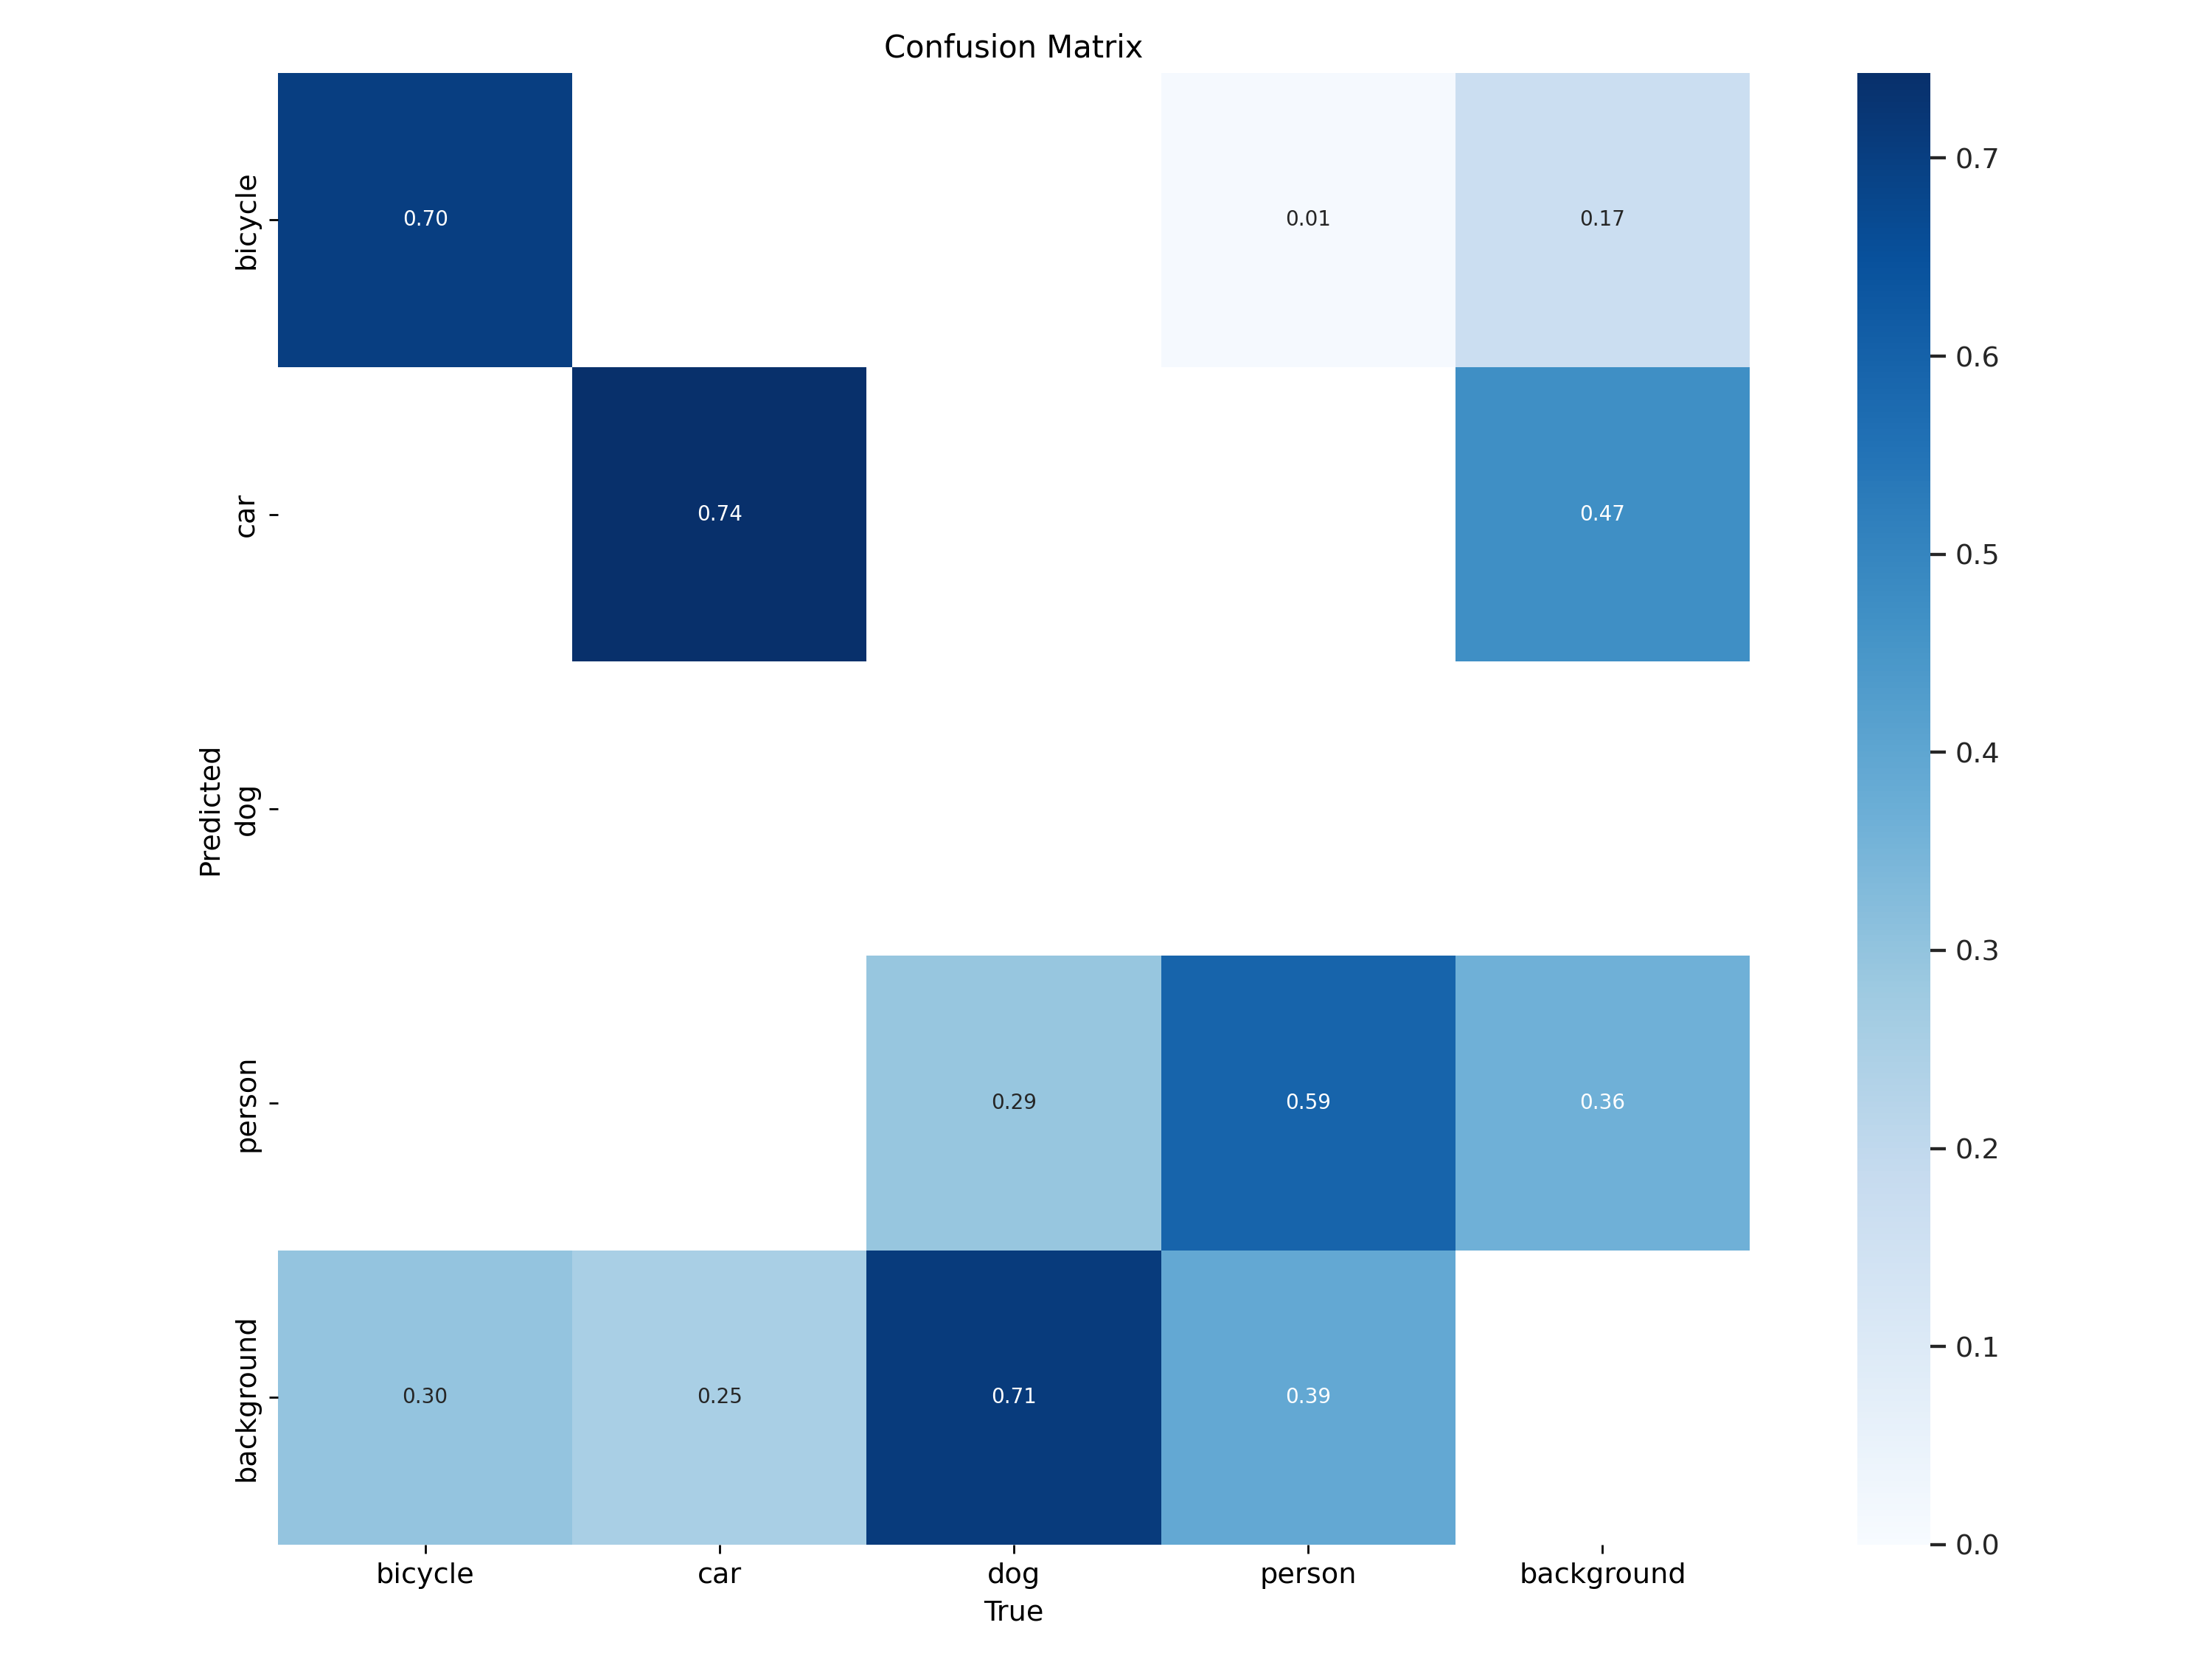 Confusion Matrix
Predicted
bicycle
0.70
0.01
0.17
car
0.74
0.47
dog
person
0.29
0.59
0.36
background
0.30
0.25
0.71
0.39
bicycle
car
dog
person
background
True
0.7
0.6
0.5
0.4
0.3
0.2
0.1
0.0